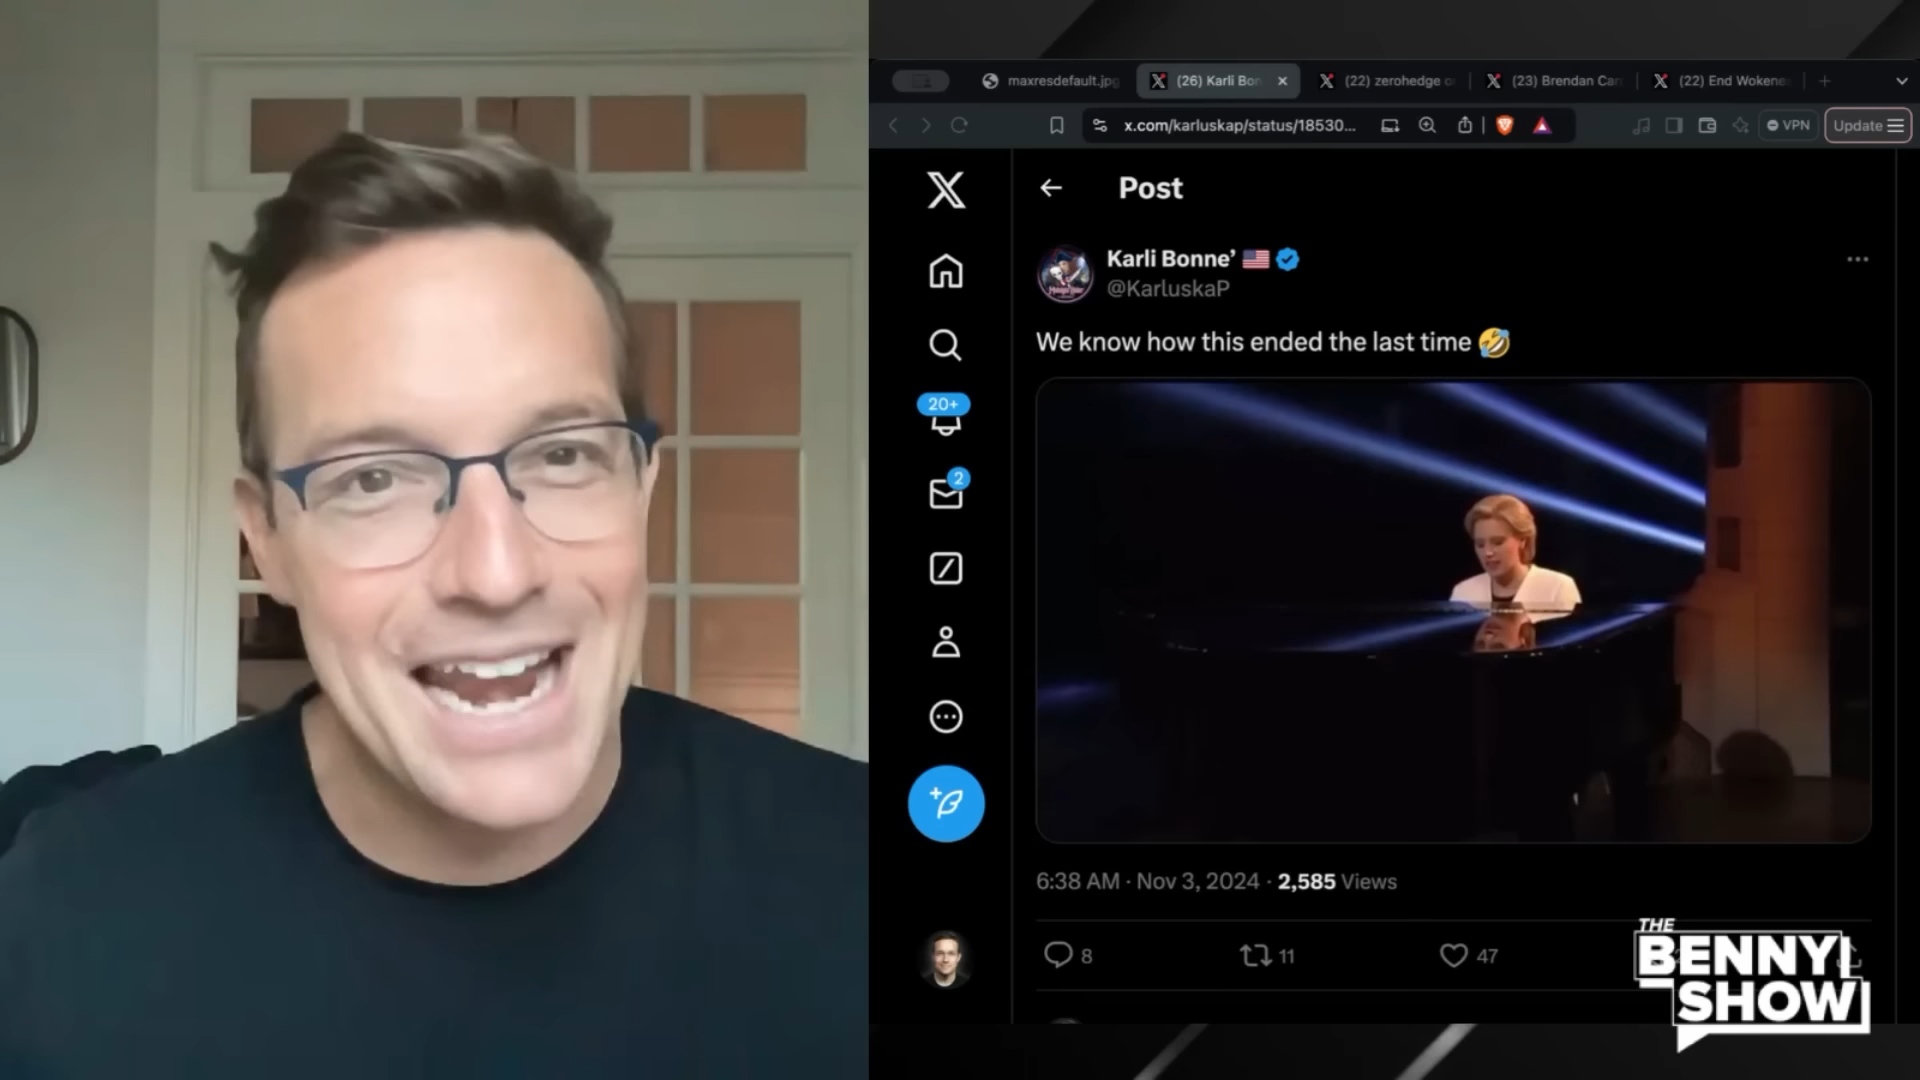 maxresdefault.jpg
(26) Karli Bon
(22) zerohedge o
(23) Brendan Car
(22) End Wokene
x.com/karluskap/status/18530...
VPN
Update
Post
Karli Bonne’
@KarluskaP
We know how this ended the last time
20+
2
6:38 AM · Nov 3, 2024 · 2,585 Views
8
11
47
THE
BENNY
SHOW